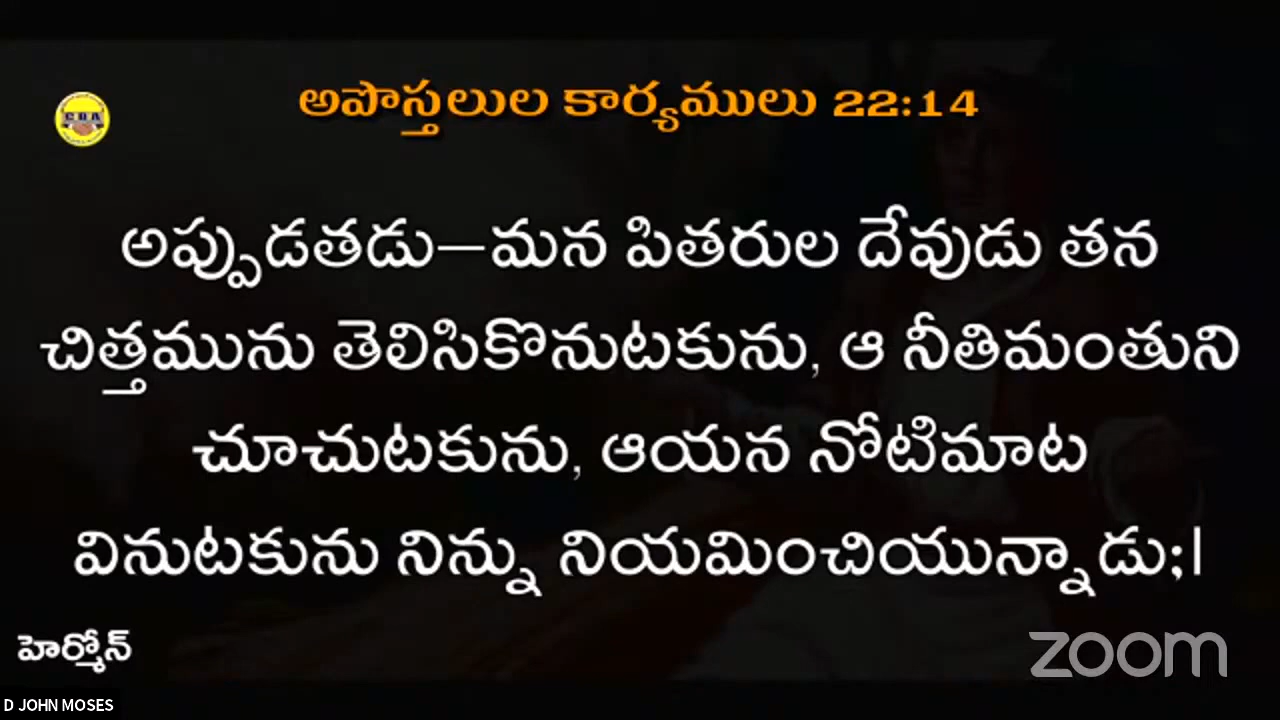 అపొస్తలుల కార్యములు 22:14
CDA
అప్పుడతడు—మన పితరుల దేవుడు తన
చిత్తమును తెలిసికొనుటకును, ఆ నీతిమంతుని
చూచుటకును, ఆయన నోటిమాట
వినుటకును నిన్ను నియమించియున్నాడు;|
హెర్మోన్
zoom
D JOHN MOSES